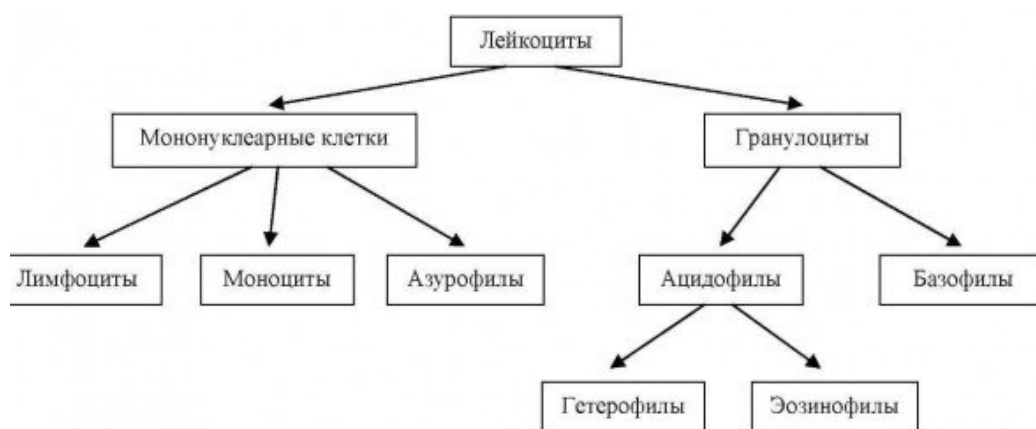 Лейкоциты
Мононуклеарные клетки
Гранулоциты
Лимфоциты
Моноциты
Азурофилы
Ацидофилы
Базофилы
Гетерофилы
Эозинофилы